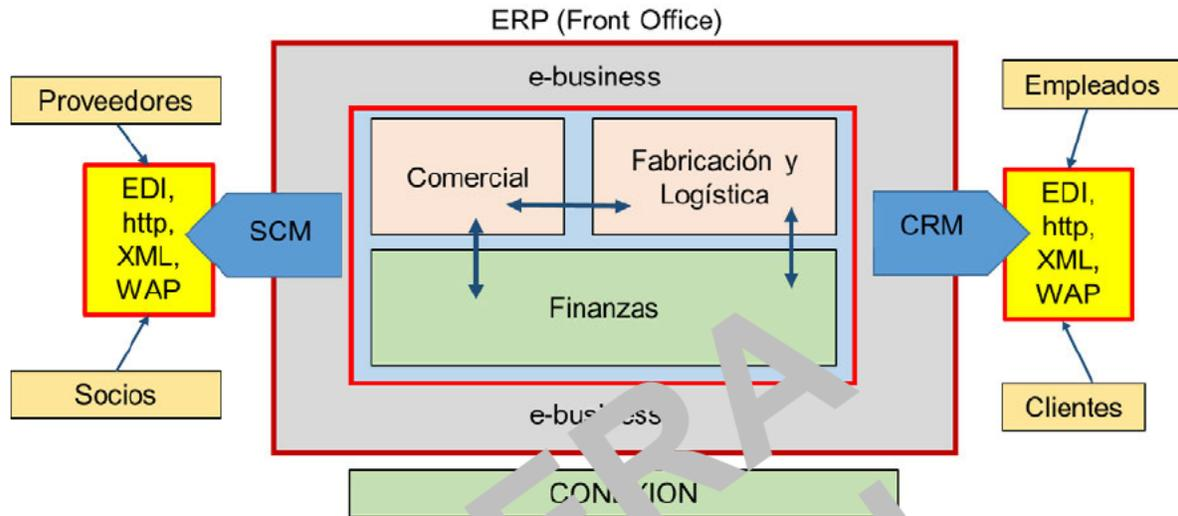 ERP (Front Office)
e-business
Proveedores
Empleados
Comercial
Fabricación y
Logística
EDI,
http,
XML,
WAP
SCM
CRM
EDI,
http,
XML,
WAP
Finanzas
Socios
e-business
Clientes